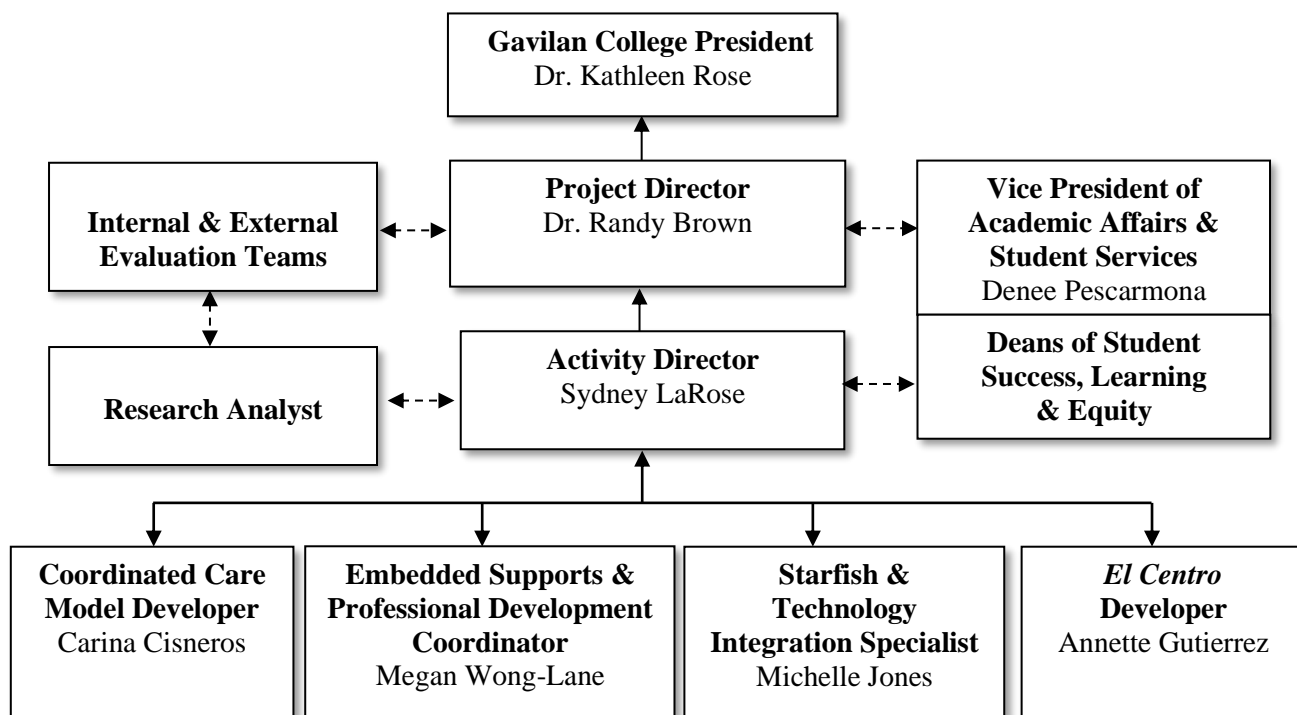 Gavilan College President
Dr. Kathleen Rose
Internal & External
Evaluation Teams
Project Director
Dr. Randy Brown
Vice President of
Academic Affairs &
Student Services
Denee Pescarmona
Research Analyst
Activity Director
Sydney LaRose
Deans of Student
Success, Learning
& Equity
Coordinated Care
Model Developer
Carina Cisneros
Embedded Supports &
Professional Development
Coordinator
Megan Wong-Lane
Starfish &
Technology
Integration Specialist
Michelle Jones
El Centro
Developer
Annette Gutierrez